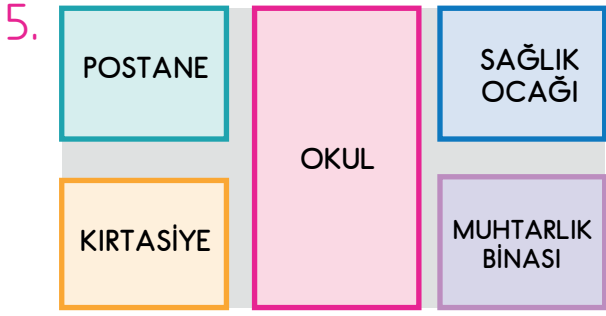 5.
POSTANE
OKUL
SAĞLIK
OCAĞI
KIRTASİYE
MUHTARLIK
BİNASI